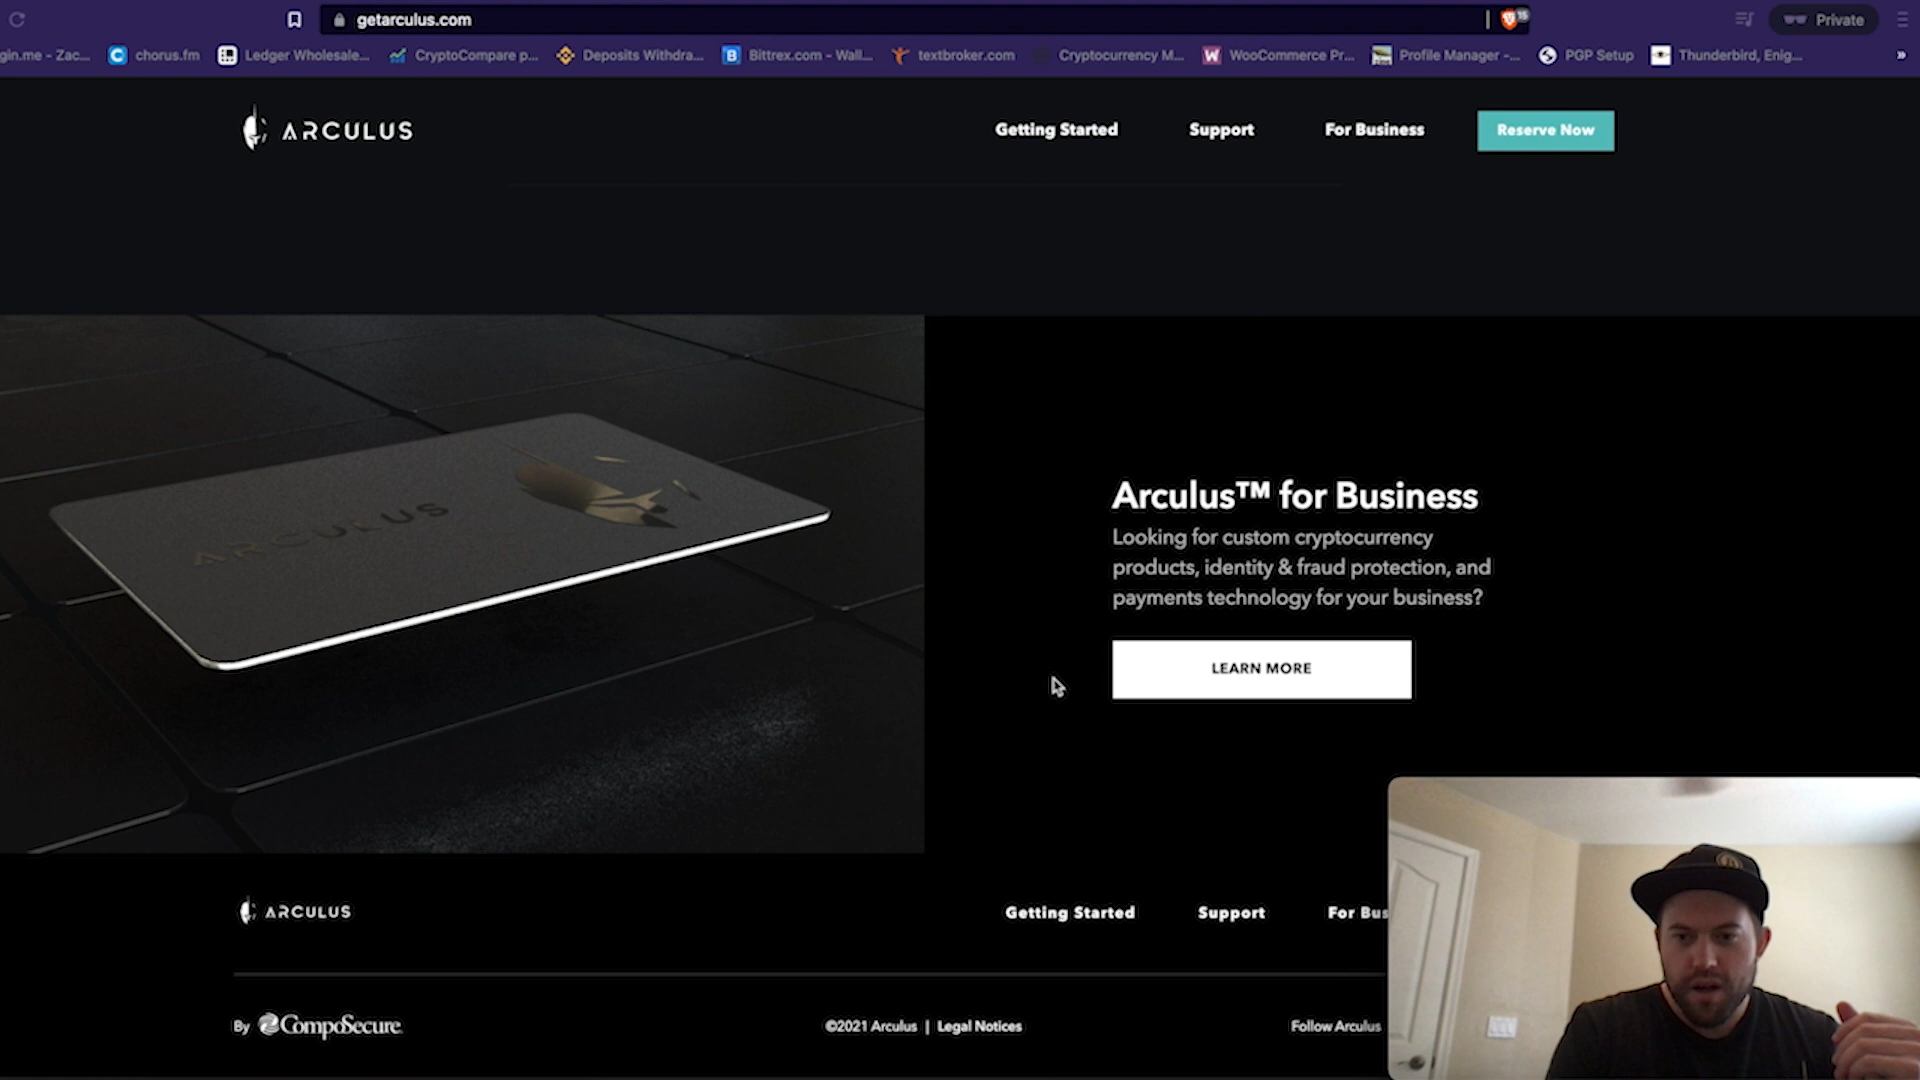 getarculus.com
15
Private
gin.me - Zac...
chorus.fm
Ledger Wholesale...
CryptoCompare p...
Deposits Withdra...
Bittrex.com - Wall...
textbroker.com
Cryptocurrency M...
WooCommerce Pr...
Profile Manager -...
PGP Setup
Thunderbird, Enig...
»
ARCULUS
Getting Started
Support
For Business
Reserve Now
ARCULUS
Arculus™ for Business
Looking for custom cryptocurrency
products, identity & fraud protection, and
payments technology for your business?
LEARN MORE
ARCULUS
Getting Started
Support
For Bus
By CompoSecure.
©2021 Arculus | Legal Notices
Follow Arculus